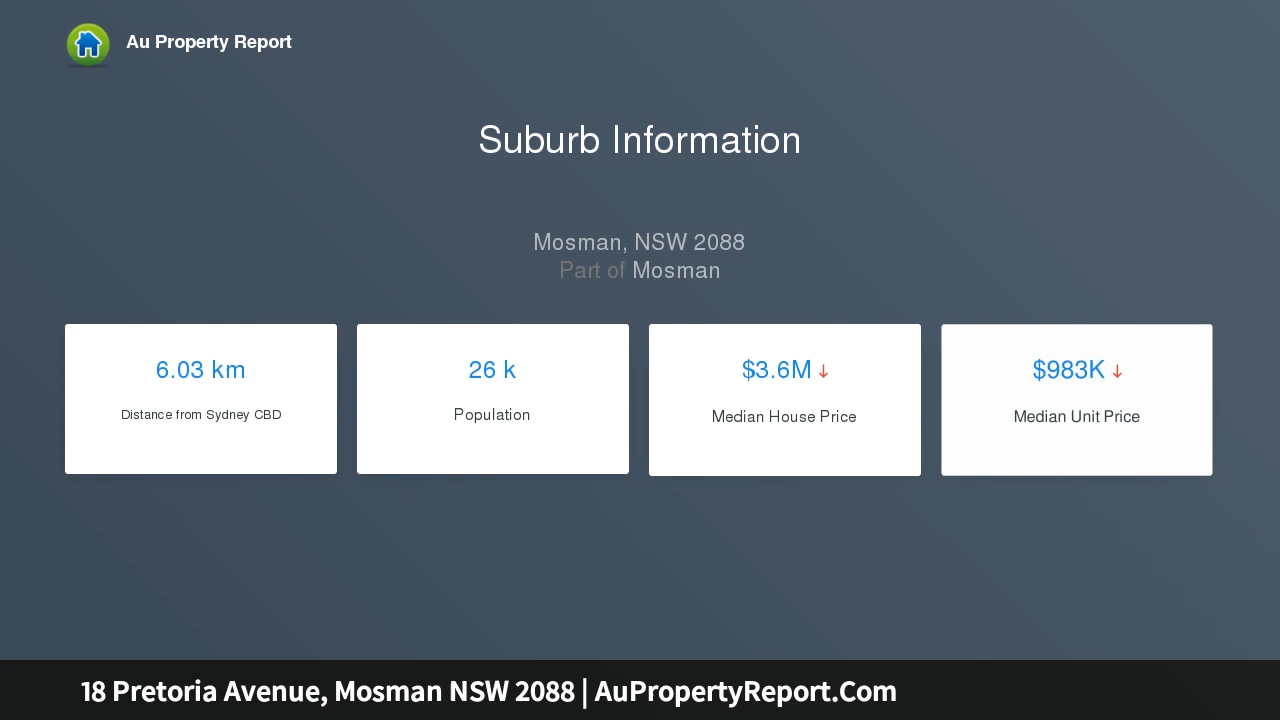 Au Property Report
Suburb Information
Mosman, NSW 2088
Part of Mosman
6.03 km
Distance from Sydney CBD
26 k
Population
$3.6M ↓
Median House Price
$983K ↓
Median Unit Price
18 Pretoria Avenue, Mosman NSW 2088 | AuPropertyReport.Com